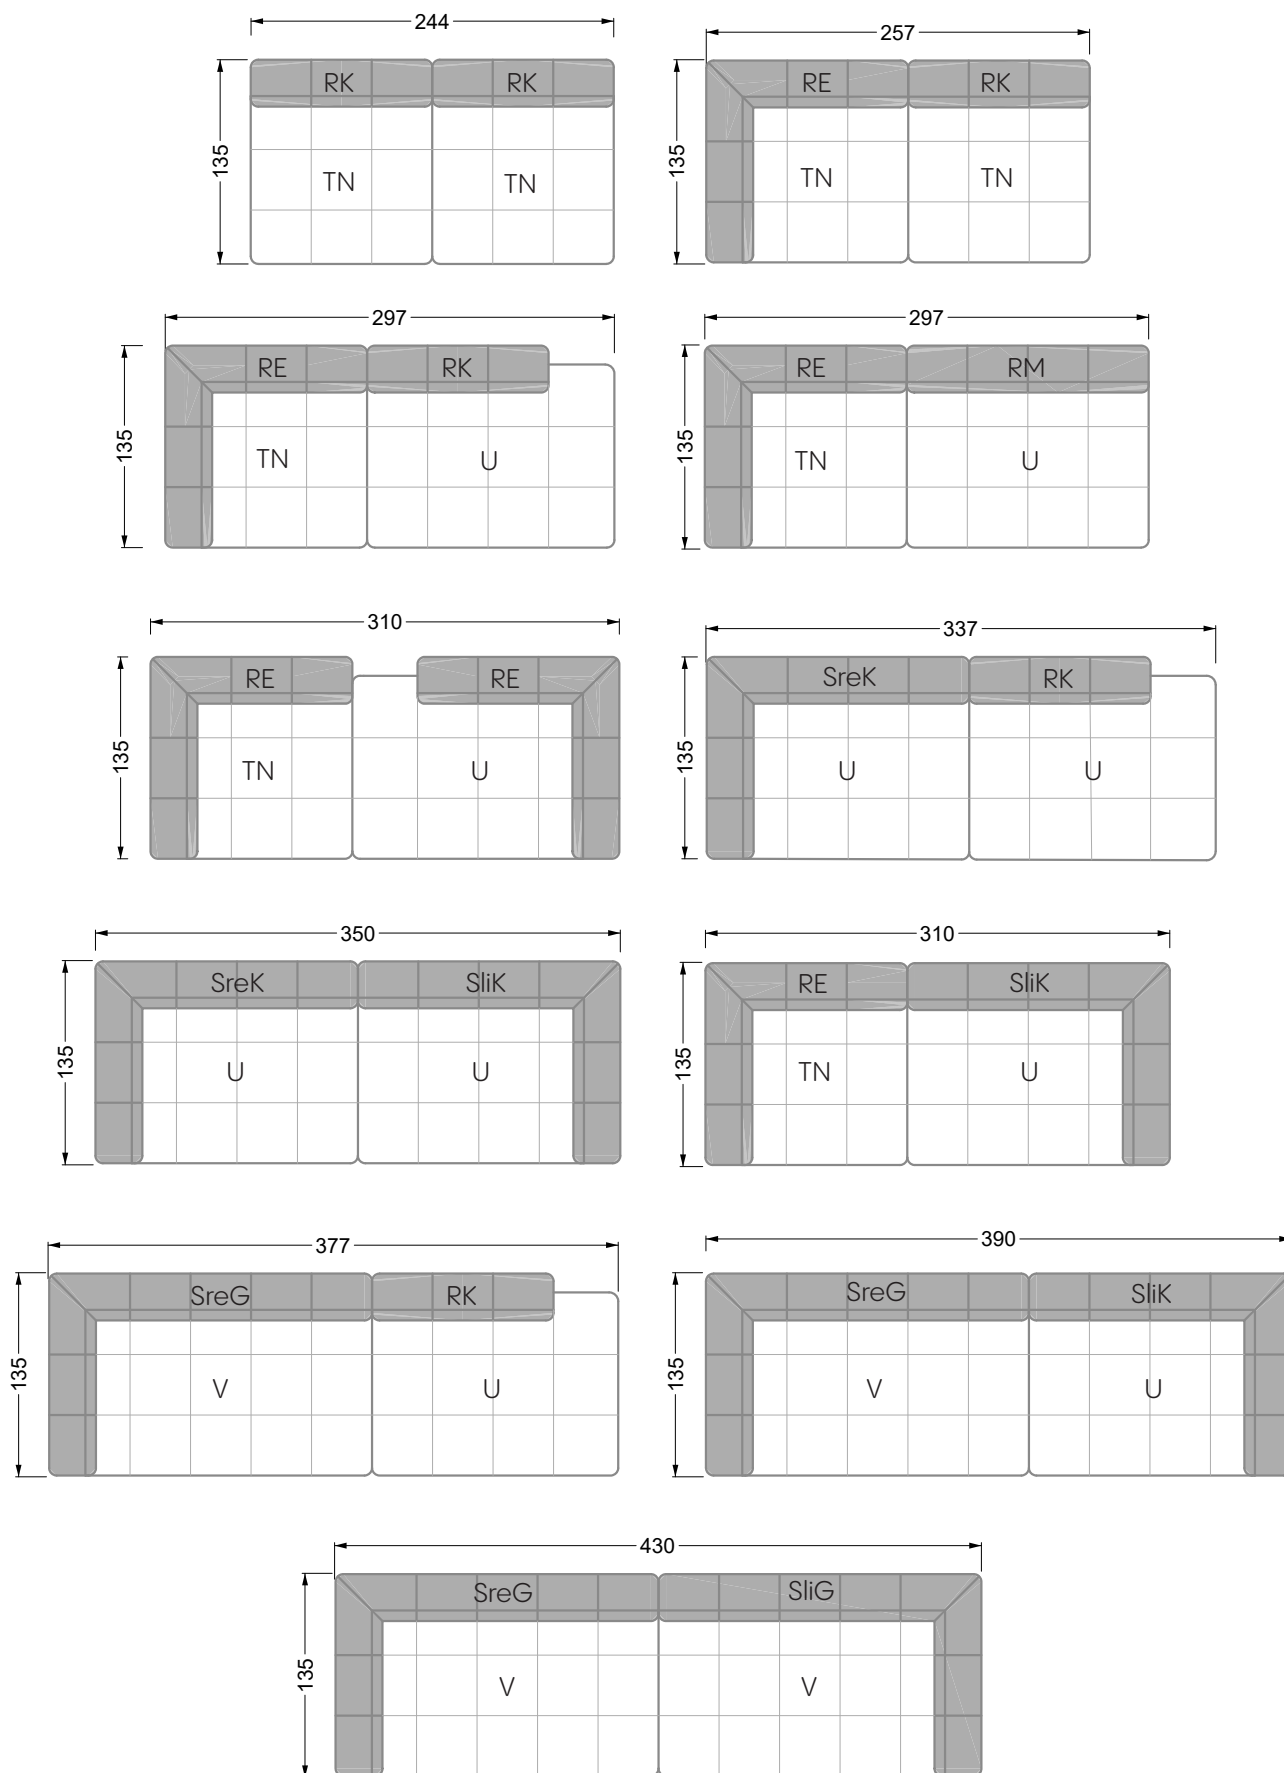 244
RK RK
135
TN TN
257
RE RK
135
TN TN
297
RE RK
135
TN U
297
RE RM
135
TN U
310
RE RE
135
TN U
337
SreK RK
135
U U
350
SreK SliK
135
U U
310
RE SliK
135
TN U
377
SreG RK
135
V U
390
SreG SliK
135
V U
430
SreG SliG
135
V V